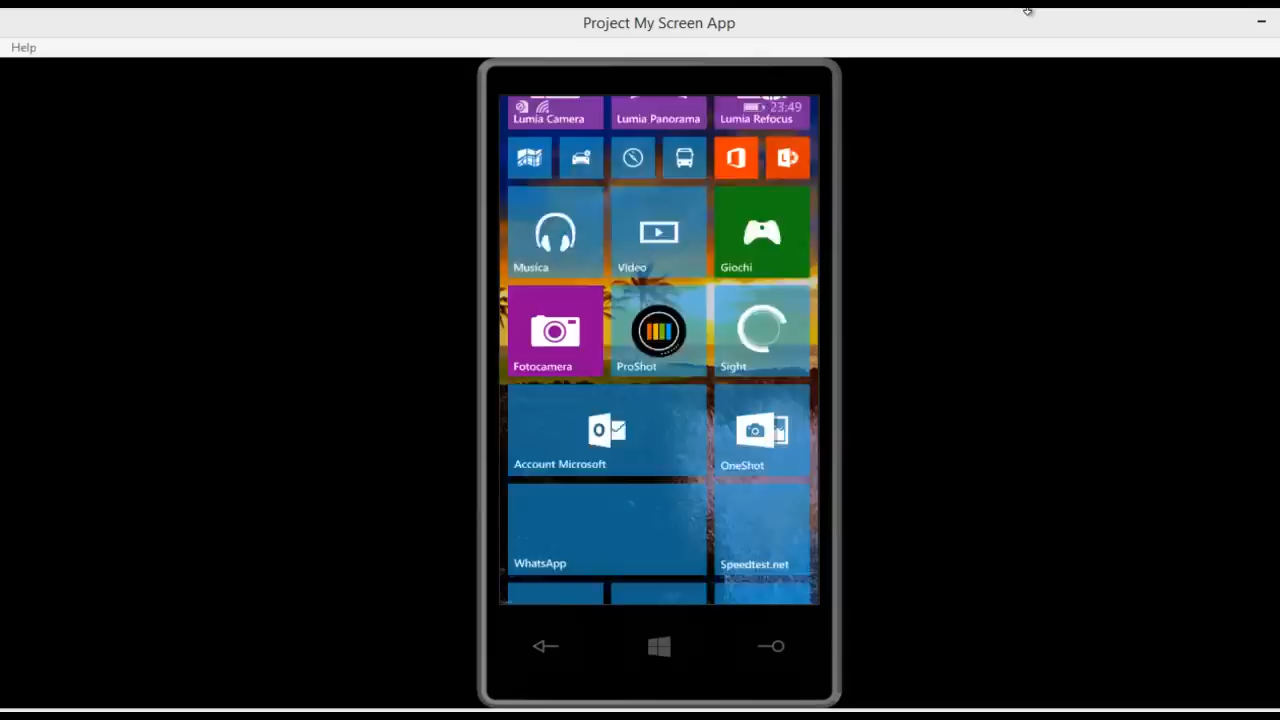 Project My Screen App
Help
23:49
Lumia Camera
Lumia Panorama
Lumia Refocus
Musica
Video
Giochi
Fotocamera
ProShot
Sight
Account Microsoft
OneShot
WhatsApp
Speedtest.net